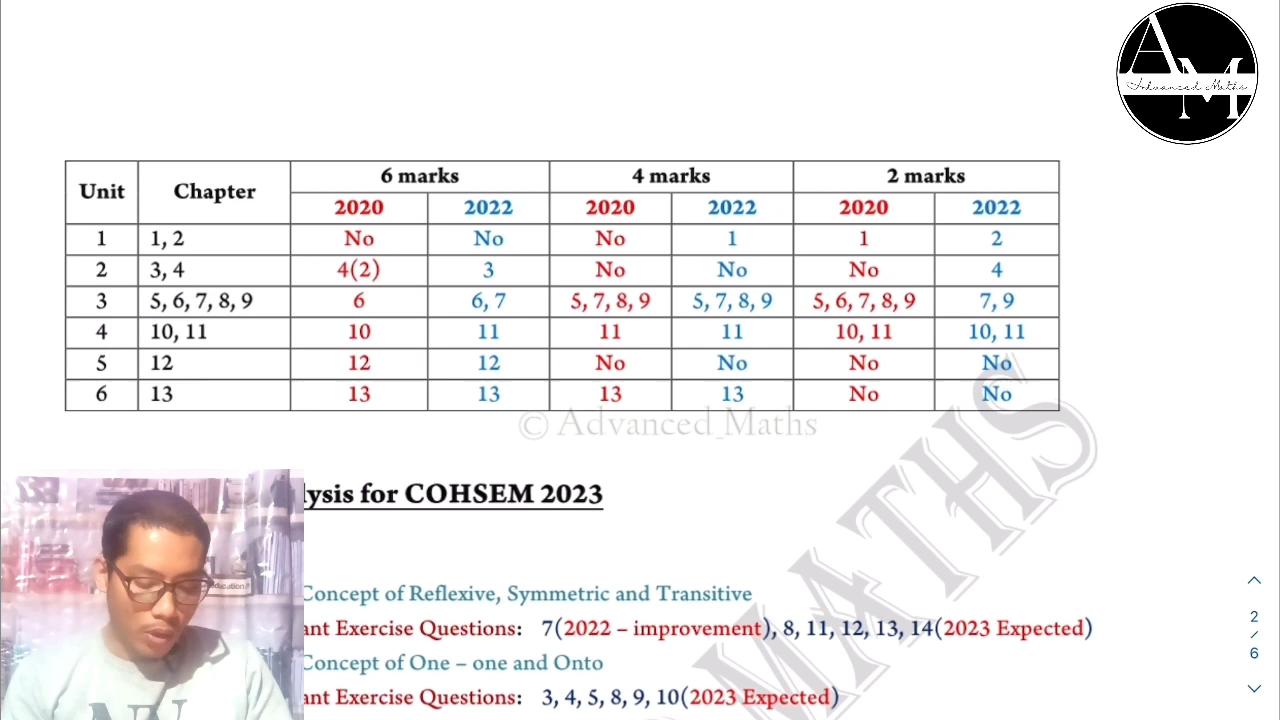 AM
Advanced Maths
Unit Chapter 6 marks 4 marks 2 marks
2020 2022 2020 2022 2020 2022
1 1, 2 No No No 1 1 2
2 3, 4 4(2) 3 No No No 4
3 5, 6, 7, 8, 9 6 6, 7 5, 7, 8, 9 5, 7, 8, 9 5, 6, 7, 8, 9 7, 9
4 10, 11 10 11 11 11 10, 11 10, 11
5 12 12 12 No No No No
6 13 13 13 13 13 No No
© Advanced_Maths
MATHS
lysis for COHSEM 2023
Concept of Reflexive, Symmetric and Transitive
ant Exercise Questions: 7(2022 – improvement), 8, 11, 12, 13, 14(2023 Expected)
Concept of One – one and Onto
ant Exercise Questions: 3, 4, 5, 8, 9, 10(2023 Expected)
2
/
6